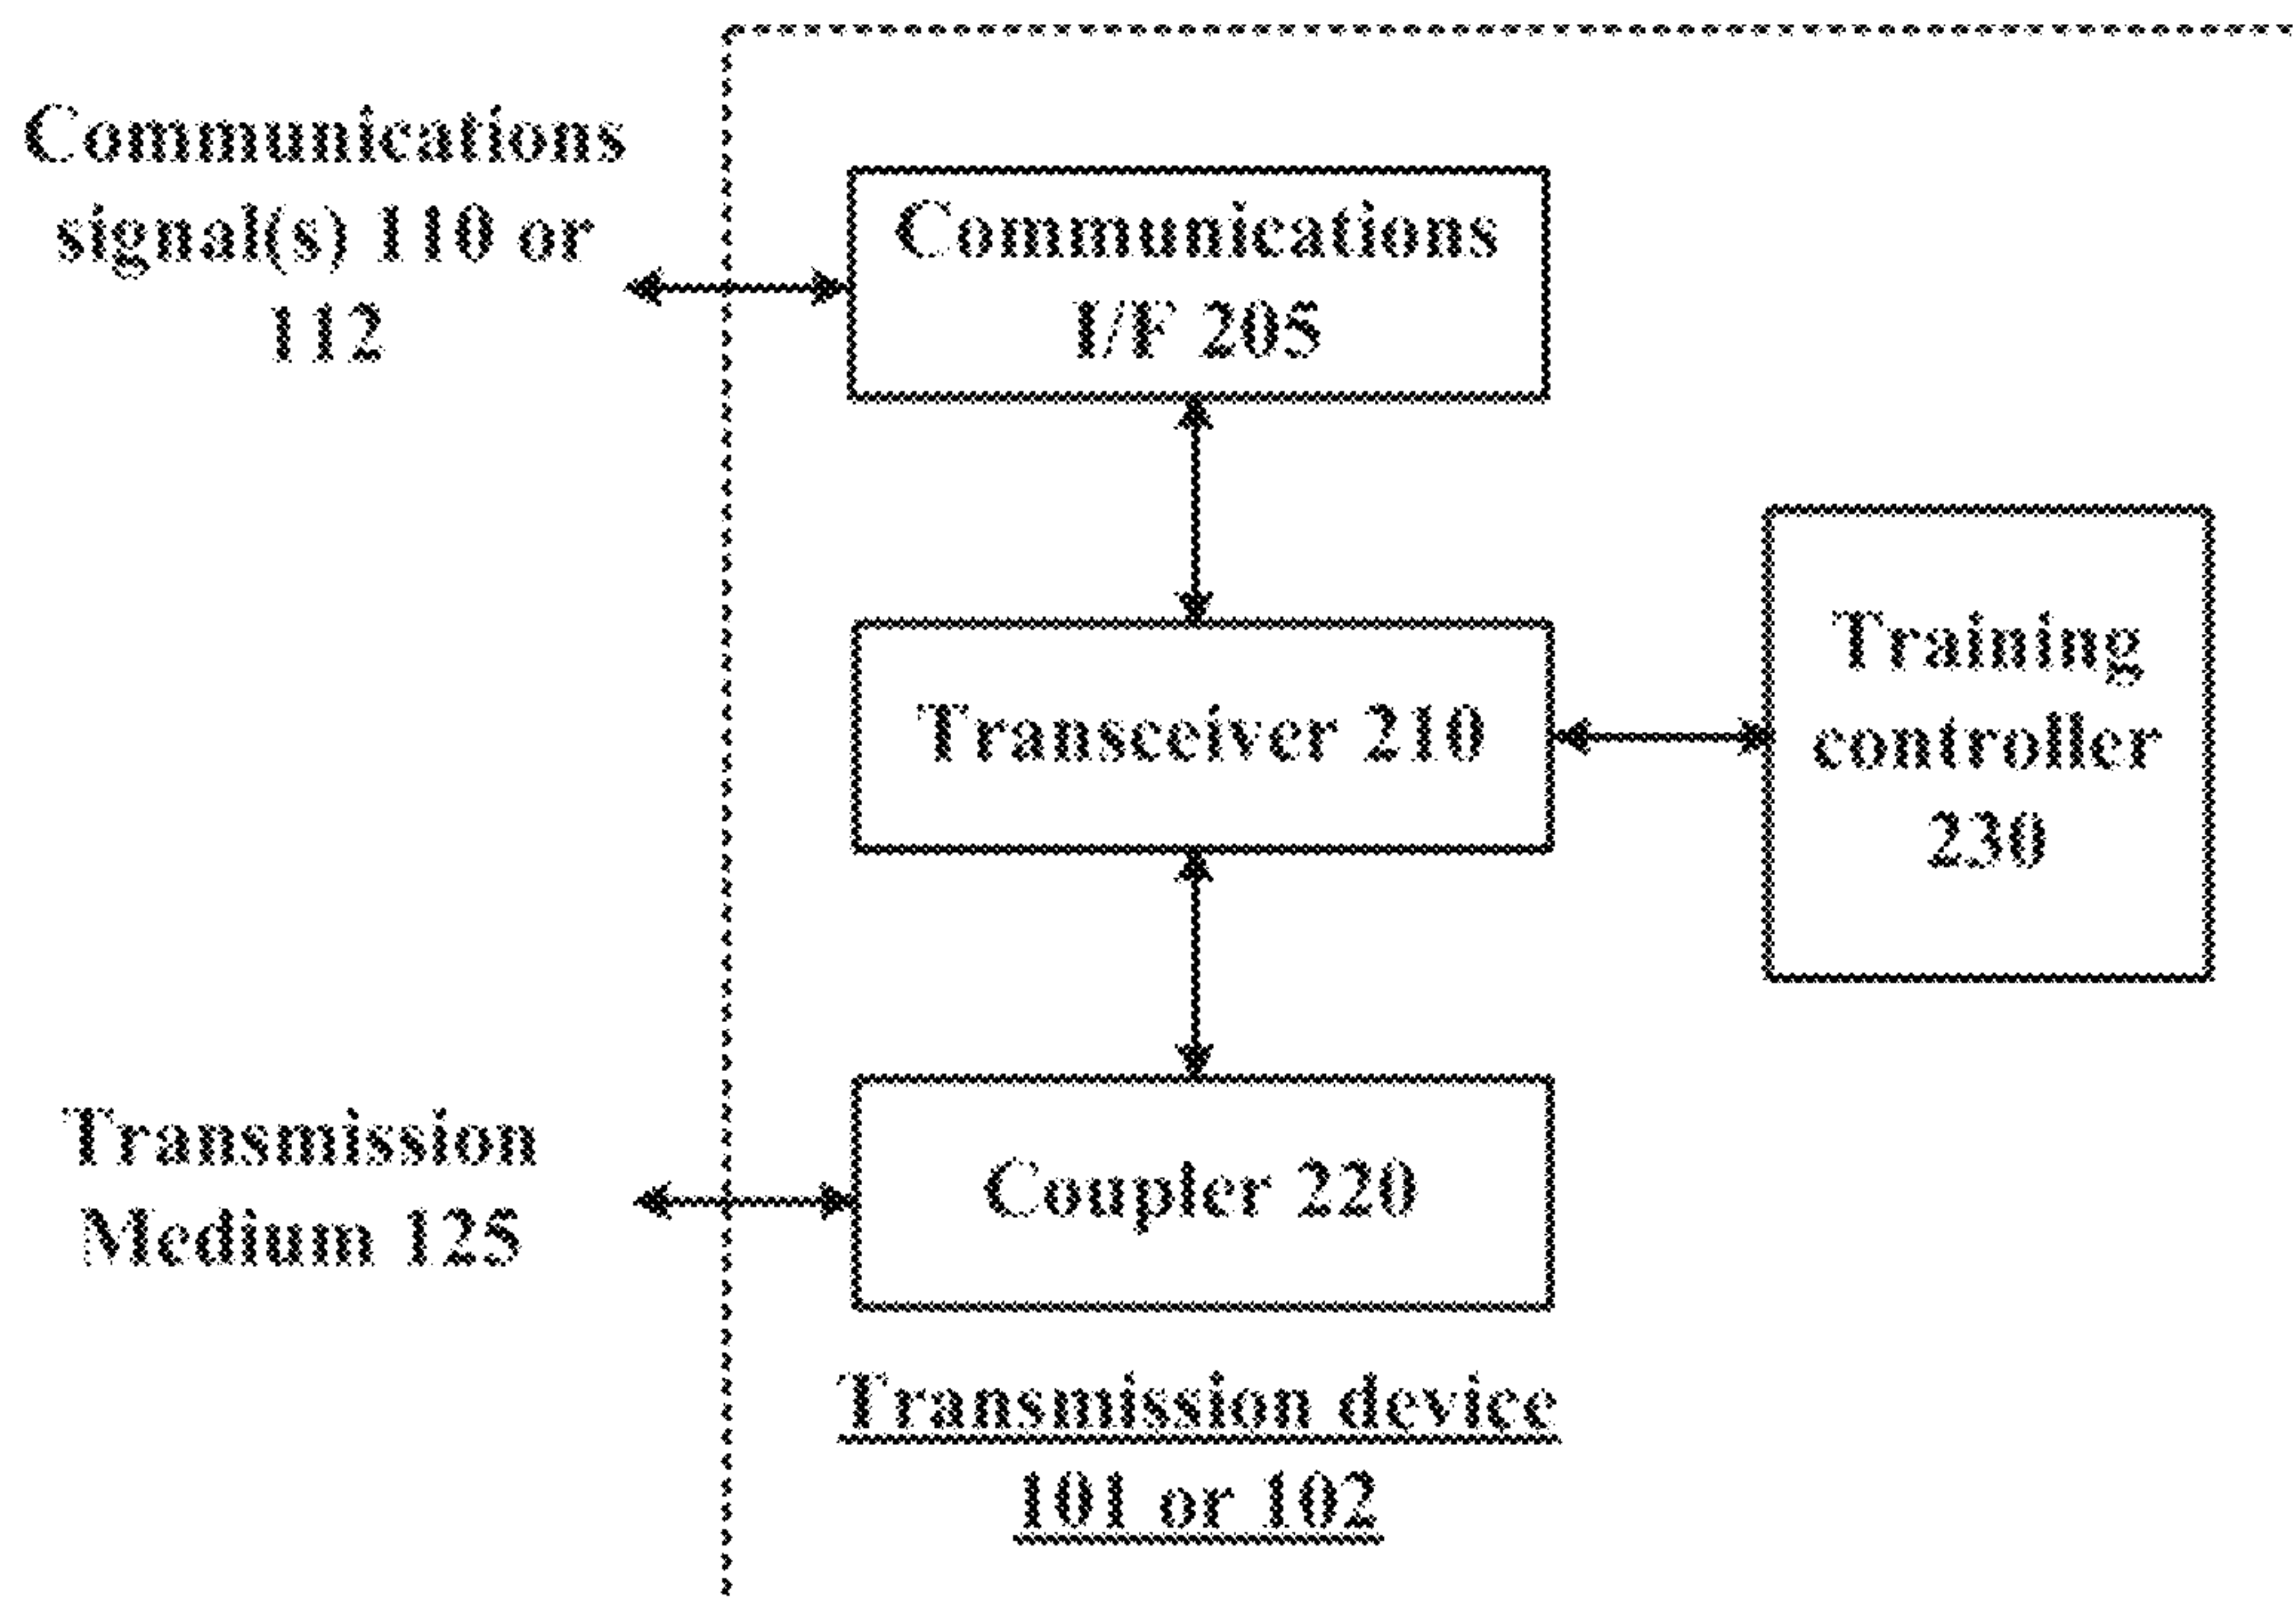 Communications
signal(s) 110 or
112
Communications
I/F 205
Transceiver 210
Training
controller
230
Transmission
Medium 125
Coupler 220
Transmission device
101 or 102